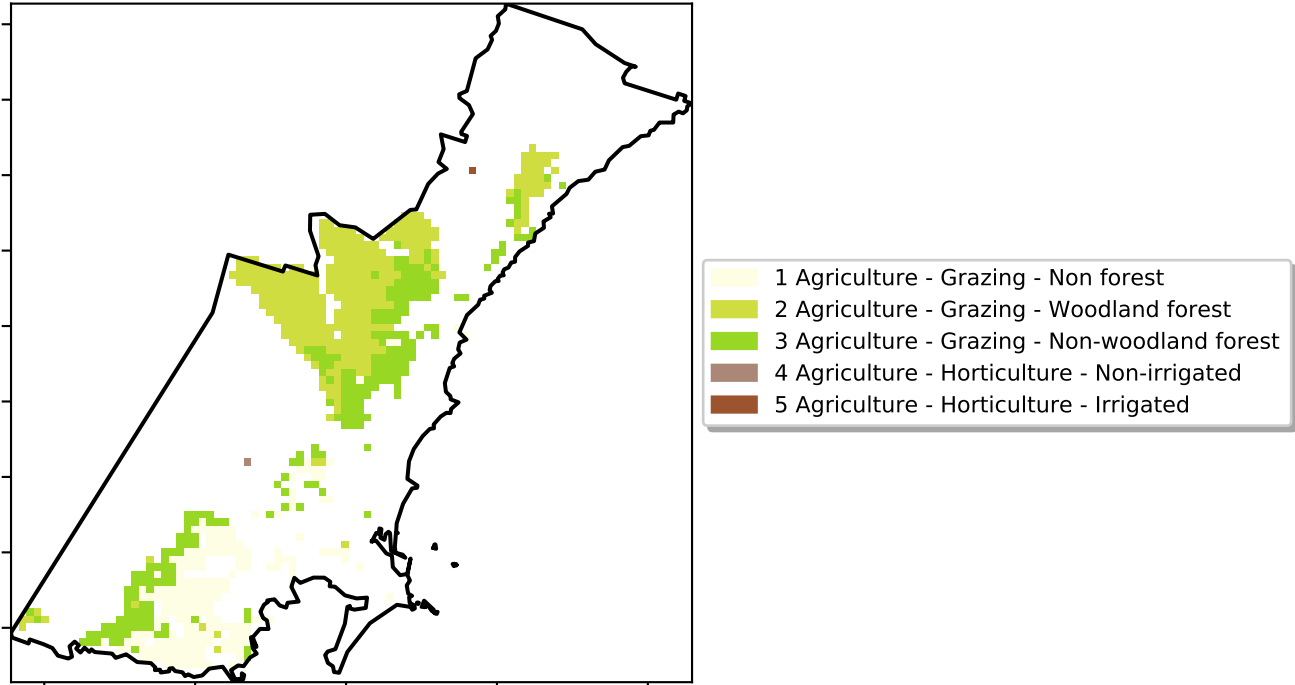 1 Agriculture - Grazing - Non forest
2 Agriculture - Grazing - Woodland forest
3 Agriculture - Grazing - Non-woodland forest
4 Agriculture - Horticulture - Non-irrigated
5 Agriculture - Horticulture - Irrigated